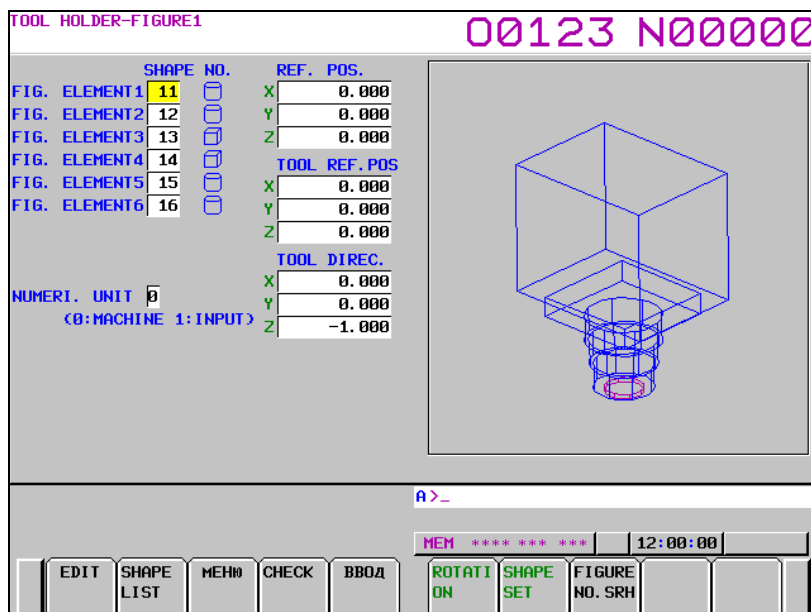 TOOL HOLDER-FIGURE1
O0123 N00000
SHAPE NO.
REF. POS.
FIG. ELEMENT1 11
X 0.000
FIG. ELEMENT2 12
Y 0.000
FIG. ELEMENT3 13
Z 0.000
FIG. ELEMENT4 14
TOOL REF.POS
FIG. ELEMENT5 15
X 0.000
FIG. ELEMENT6 16
Y 0.000
Z 0.000
TOOL DIREC.
X 0.000
NUMERI. UNIT 0
Y 0.000
(0:MACHINE 1:INPUT)
Z -1.000
A>_
MEM **** *** *** 12:00:00
EDIT
SHAPE LIST
МЕНЮ
CHECK
ВВОД
ROTATION
SHAPE SET
FIGURE NO.SRH